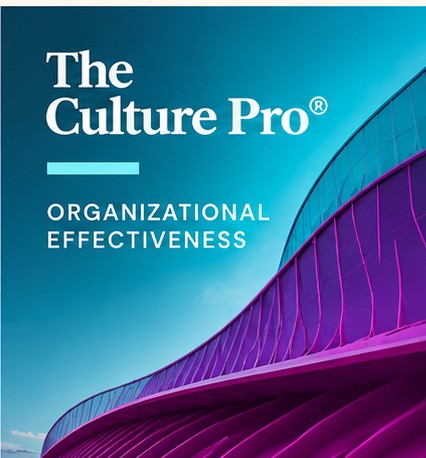 The
Culture Pro®
ORGANIZATIONAL
EFFECTIVENESS